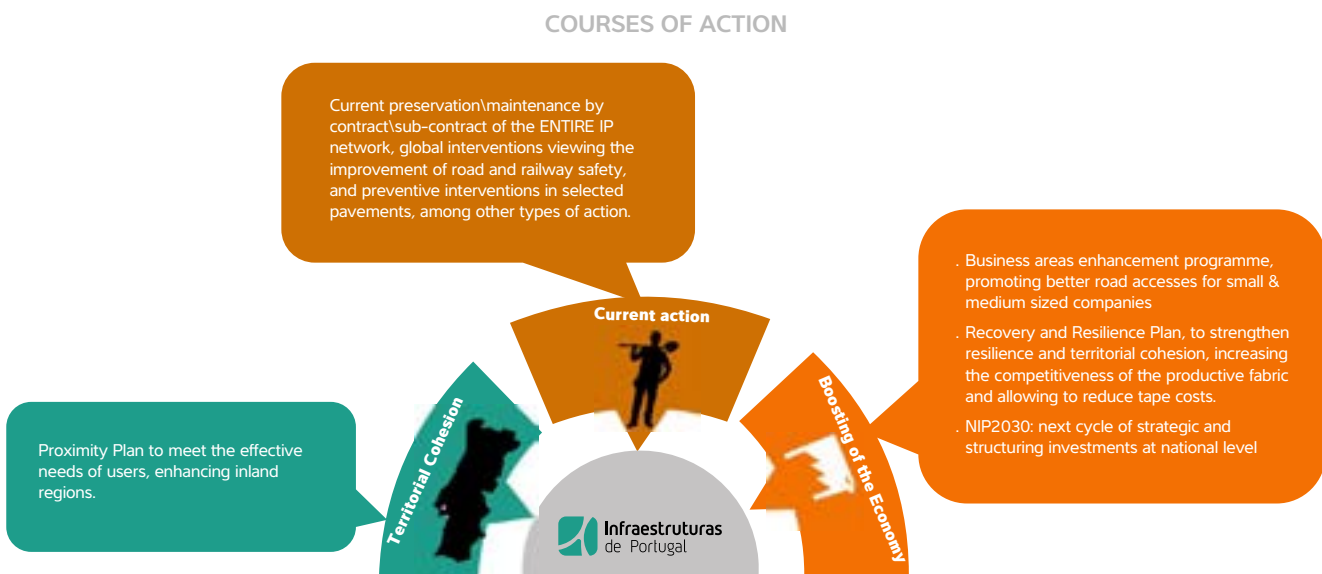 COURSES OF ACTION
Current preservation\maintenance by
contract\sub-contract of the ENTIRE IP
network, global interventions viewing the
improvement of road and railway safety,
and preventive interventions in selected
pavements, among other types of action.
. Business areas enhancement programme,
promoting better road accesses for small &
medium sized companies
. Recovery and Resilience Plan, to strengthen
resilience and territorial cohesion, increasing
the competitiveness of the productive fabric
and allowing to reduce tape costs.
. NIP2030: next cycle of strategic and
structuring investments at national level
Current action
Boosting of the Economy
Territorial Cohesion
Proximity Plan to meet the effective
needs of users, enhancing inland
regions.
Infraestruturas
de Portugal